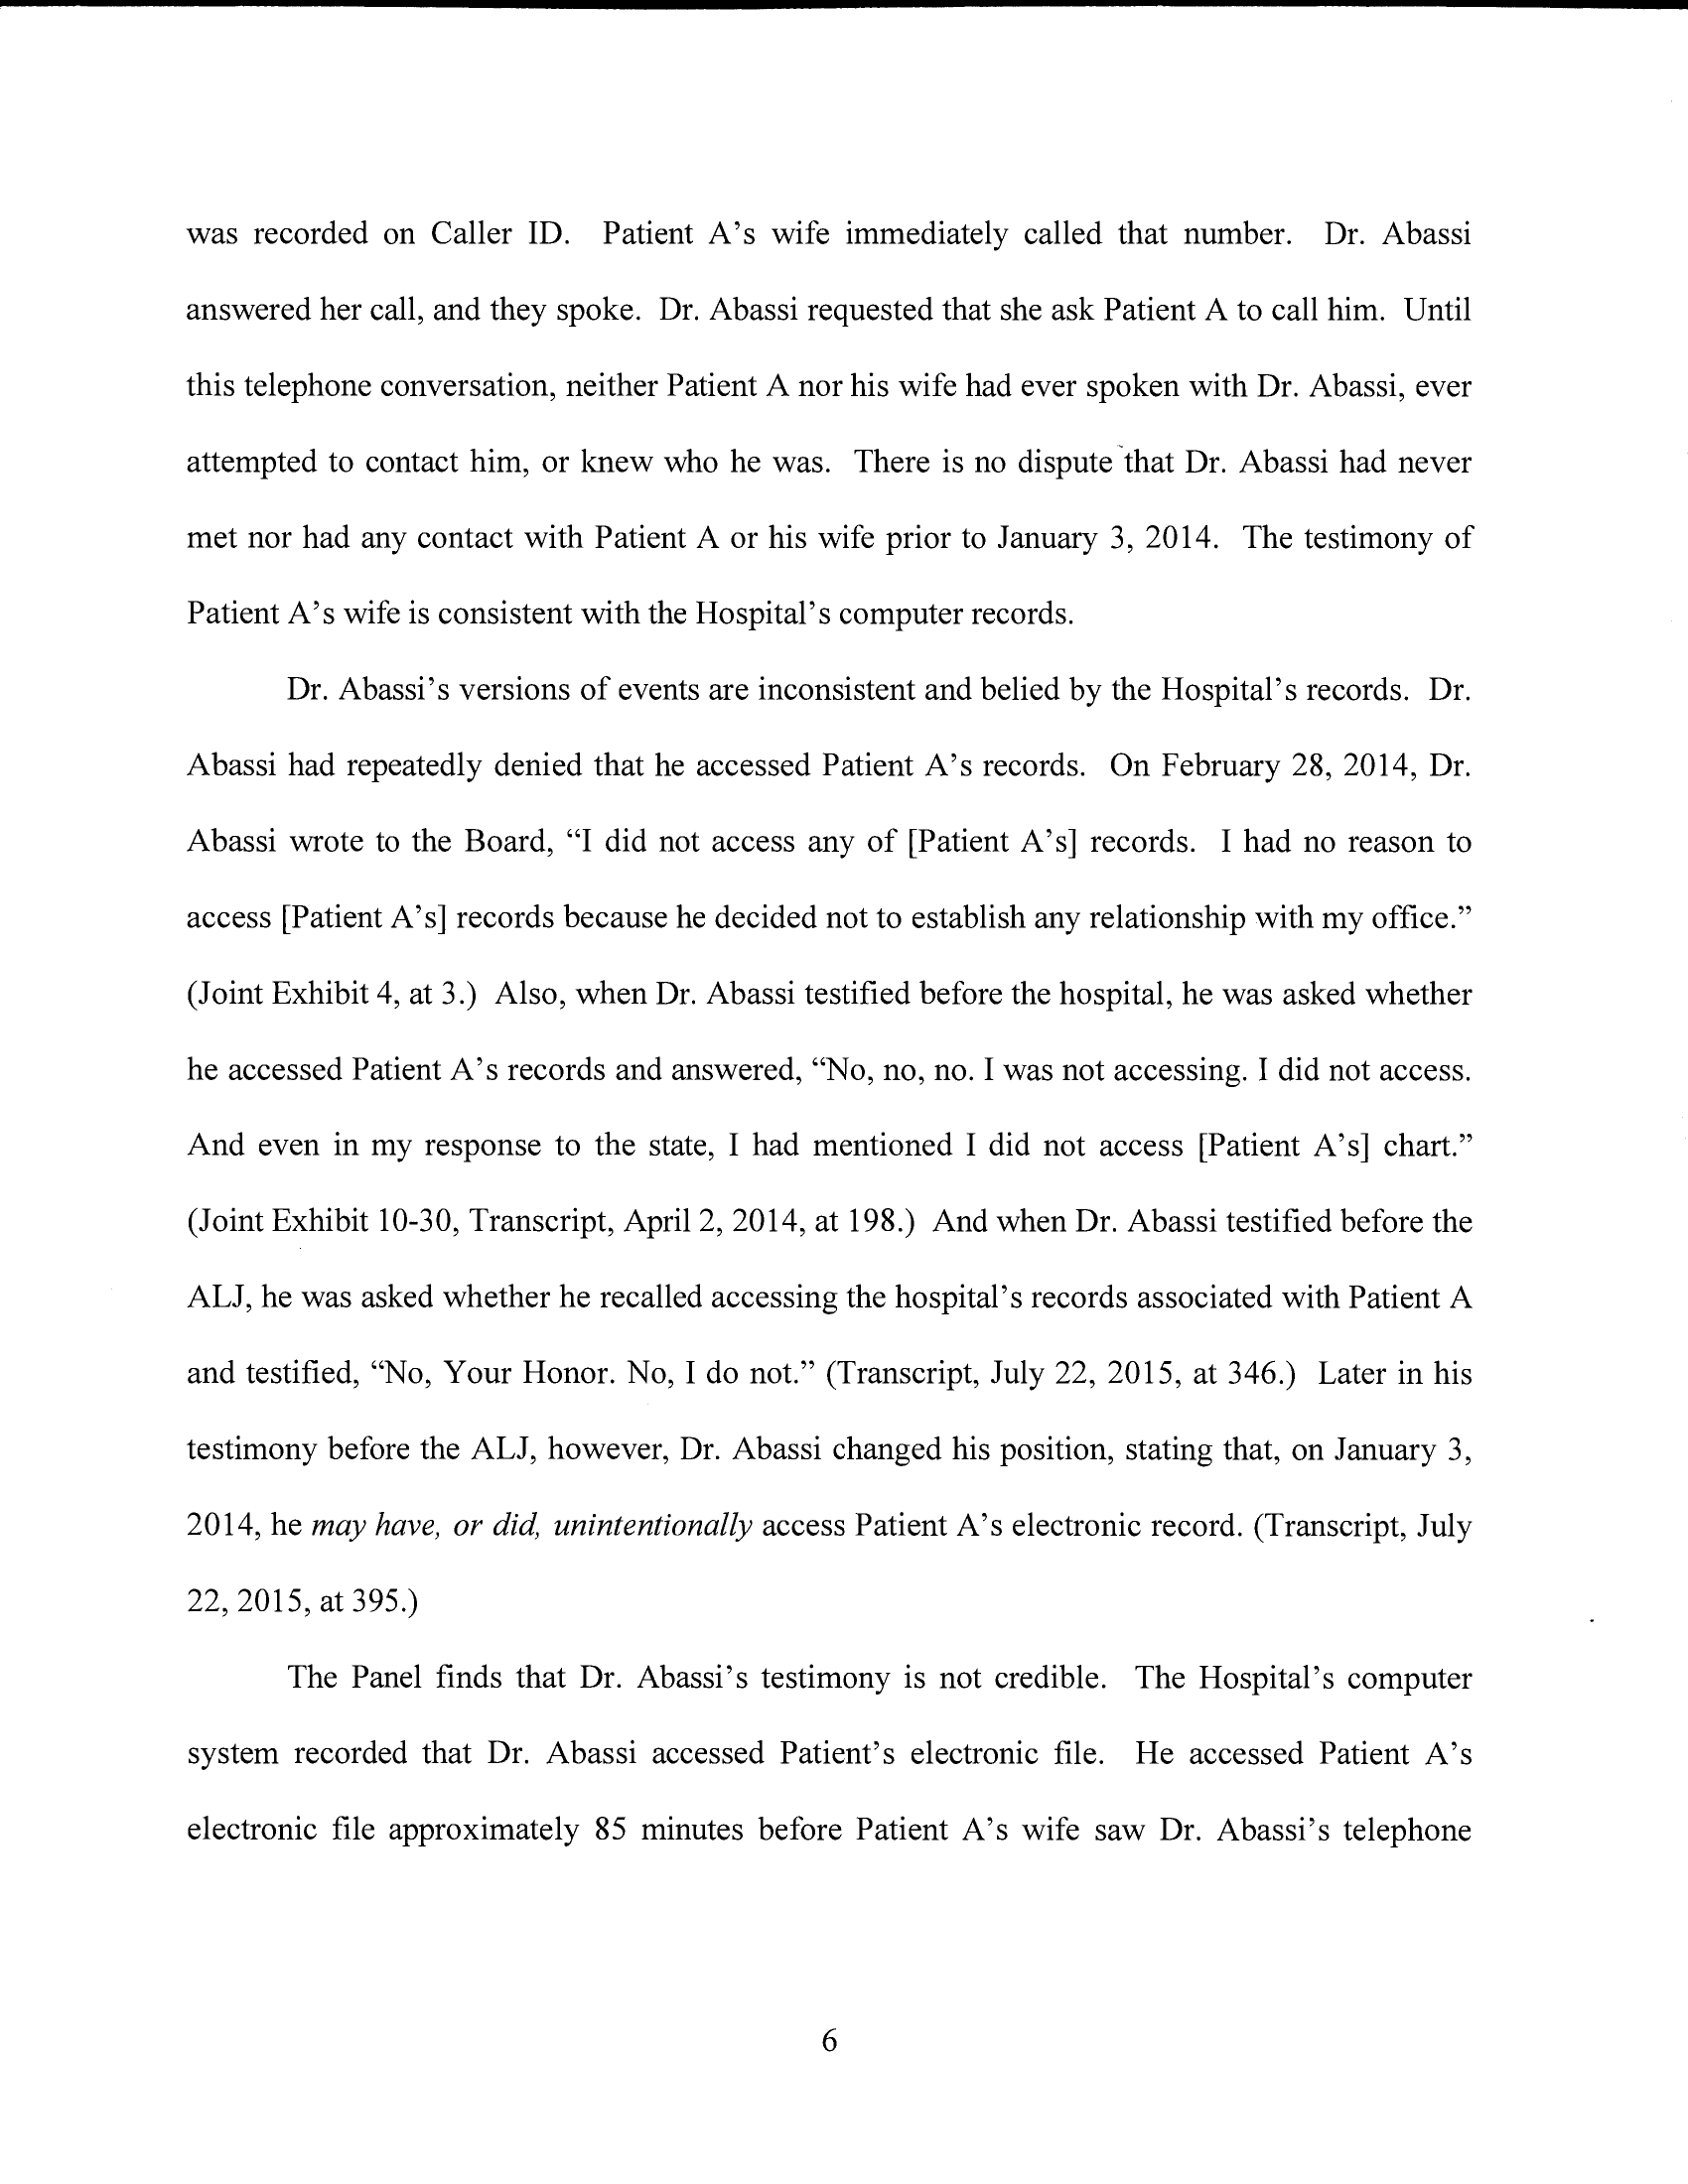 was recorded on Caller ID. Patient A’s wife immediately called that number. Dr. Abassi
answered her call, and they spoke. Dr. Abassi requested that she ask Patient A to call him. Until
this telephone conversation, neither Patient A nor his wife had ever spoken with Dr. Abassi, ever
attempted to contact him, or knew who he was. There is no dispute that Dr. Abassi had never
met nor had any contact with Patient A or his wife prior to January 3, 2014. The testimony of
Patient A’s wife is consistent with the Hospital’s computer records.
Dr. Abassi’s versions of events are inconsistent and belied by the Hospital’s records. Dr.
Abassi had repeatedly denied that he accessed Patient A’s records. On February 28, 2014, Dr.
Abassi wrote to the Board, “I did not access any of [Patient A’s] records. I had no reason to
access [Patient A’s] records because he decided not to establish any relationship with my office.”
(Joint Exhibit 4, at 3.) Also, when Dr. Abassi testified before the hospital, he was asked whether
he accessed Patient A’s records and answered, “No, no, no. I was not accessing. I did not access.
And even in my response to the state, I had mentioned I did not access [Patient A’s] chart.”
(Joint Exhibit 10-30, Transcript, April 2, 2014, at 198.) And when Dr. Abassi testified before the
ALJ, he was asked whether he recalled accessing the hospital’s records associated with Patient A
and testified, “No, Your Honor. No, I do not.” (Transcript, July 22, 2015, at 346.) Later in his
testimony before the ALJ, however, Dr. Abassi changed his position, stating that, on January 3,
2014, he may have, or did, unintentionally access Patient A’s electronic record. (Transcript, July
22, 2015, at 395.)
The Panel finds that Dr. Abassi’s testimony is not credible. The Hospital’s computer
system recorded that Dr. Abassi accessed Patient’s electronic file. He accessed Patient A’s
electronic file approximately 85 minutes before Patient A’s wife saw Dr. Abassi’s telephone
6